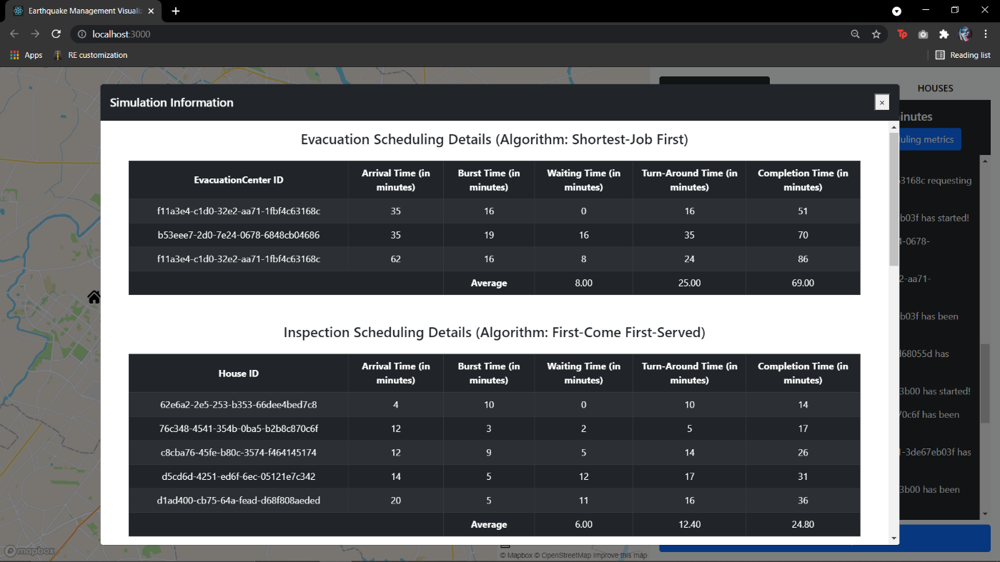 Earthquake Management Visualiz
localhost:3000
Apps
RE customization
Reading list
HOUSES
Simulation Information
×
inutes
uling metrics
Evacuation Scheduling Details (Algorithm: Shortest-Job First)
EvacuationCenter ID Arrival Time (in minutes) Burst Time (in minutes) Waiting Time (in minutes) Turn-Around Time (in minutes) Completion Time (in minutes)
f11a3e4-c1d0-32e2-aa71-1fbf4c63168c 35 16 0 16 51
b53eee7-2d0-7e24-0678-6848cb04686 35 19 16 35 70
f11a3e4-c1d0-32e2-aa71-1fbf4c63168c 62 16 8 24 86
Average 8.00 25.00 69.00
Inspection Scheduling Details (Algorithm: First-Come First-Served)
House ID Arrival Time (in minutes) Burst Time (in minutes) Waiting Time (in minutes) Turn-Around Time (in minutes) Completion Time (in minutes)
62e6a2-2e5-253-b353-66dee4bed7c8 4 10 0 10 14
76c348-4541-354b-0ba5-b2b8c870c6f 12 3 2 5 17
c8cba76-45fe-b80c-3574-f464145174 12 9 5 14 26
d5cd6d-4251-ed6f-6ec-05121e7c342 14 5 12 17 31
d1ad400-cb75-64a-fead-d68f808aeded 20 5 11 16 36
Average 6.00 12.40 24.80
63168c requesting
b03f has started!
4-0678-
2-aa71-
b03f has been
d68055d has
3b00 has started!
70c6f has been
1-3de67eb03f has
3b00 has been
mapbox
© Mapbox © OpenStreetMap Improve this map